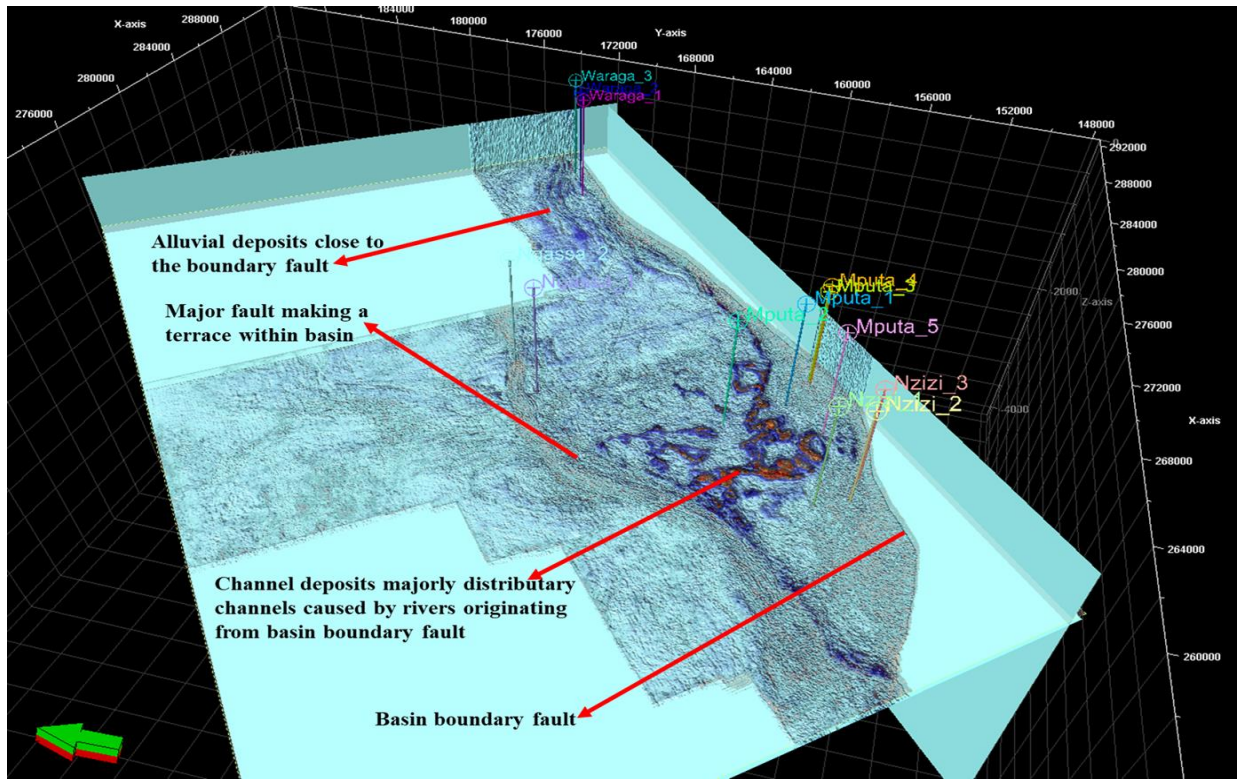 X-axis
288000
284000
280000
276000
184000
180000
176000
172000
Y-axis
168000
164000
160000
156000
152000
148000
0
292000
288000
284000
280000
276000
272000
X-axis
268000
264000
260000
Z-axis
2000
Z-axis
4000
Waraga_3
Waraga_1
Mputa_4
Mputa_3
Mputa_1
Mputa_2
Mputa_5
Nzizi_3
Nzizi_2
Alluvial deposits close to
the boundary fault
Major fault making a
terrace within basin
Channel deposits majorly distributary
channels caused by rivers originating
from basin boundary fault
Basin boundary fault